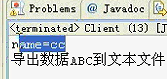 Problems @ Javadoc
<terminated> Client (13) [J
name=cc
导出数据ABC到文本文件